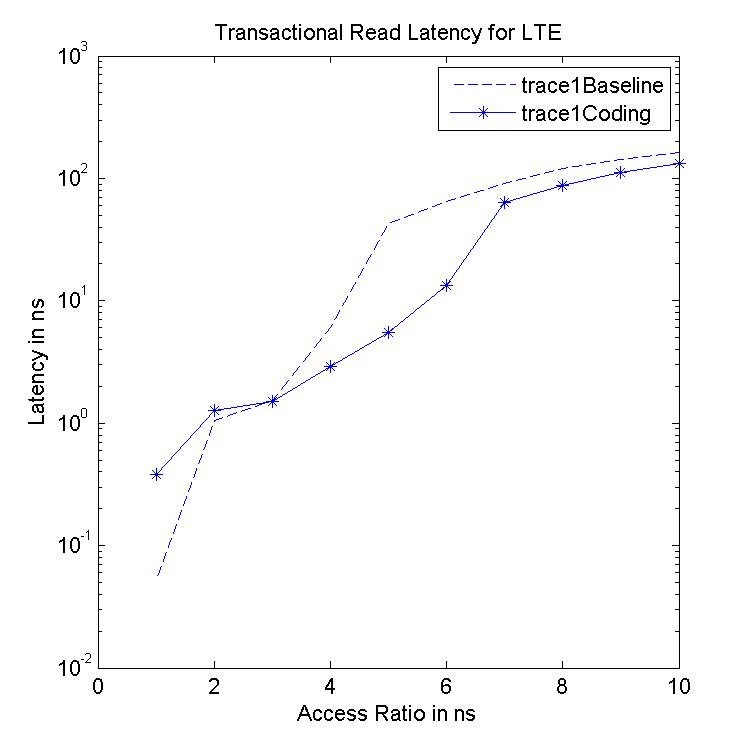 Transactional Read Latency for LTE
trace1Baseline
trace1Coding
10^3
10^2
10^1
10^0
10^-1
10^-2
Latency in ns
0 2 4 6 8 10
Access Ratio in ns